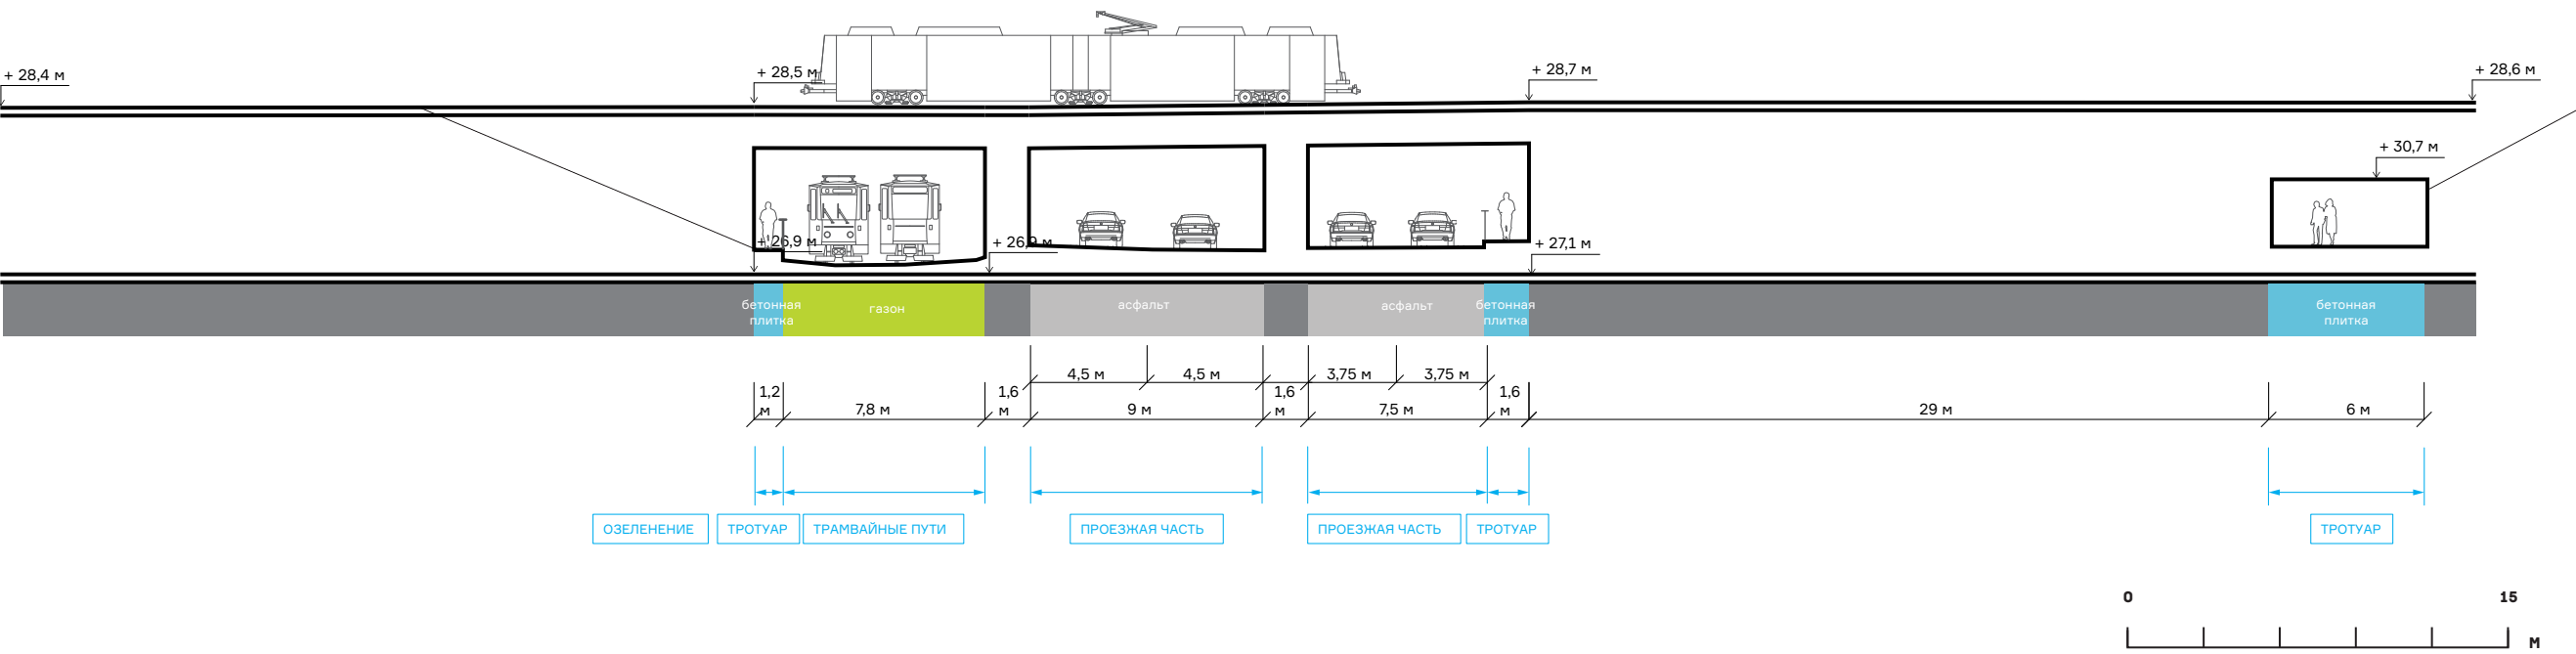 + 28,4 м
+ 28,5 м
+ 28,7 м
+ 28,6 м
+ 30,7 м
+ 26,9 м
+ 26,9 м
+ 27,1 м
бетонная
плитка
газон
асфальт
асфальт
бетонная
плитка
бетонная
плитка
4,5 м
4,5 м
3,75 м
3,75 м
1,2
м
7,8 м
1,6
м
9 м
1,6
м
7,5 м
1,6
м
29 м
6 м
ОЗЕЛЕНЕНИЕ
ТРОТУАР
ТРАМВАЙНЫЕ ПУТИ
ПРОЕЗЖАЯ ЧАСТЬ
ПРОЕЗЖАЯ ЧАСТЬ
ТРОТУАР
ТРОТУАР
0
15
М